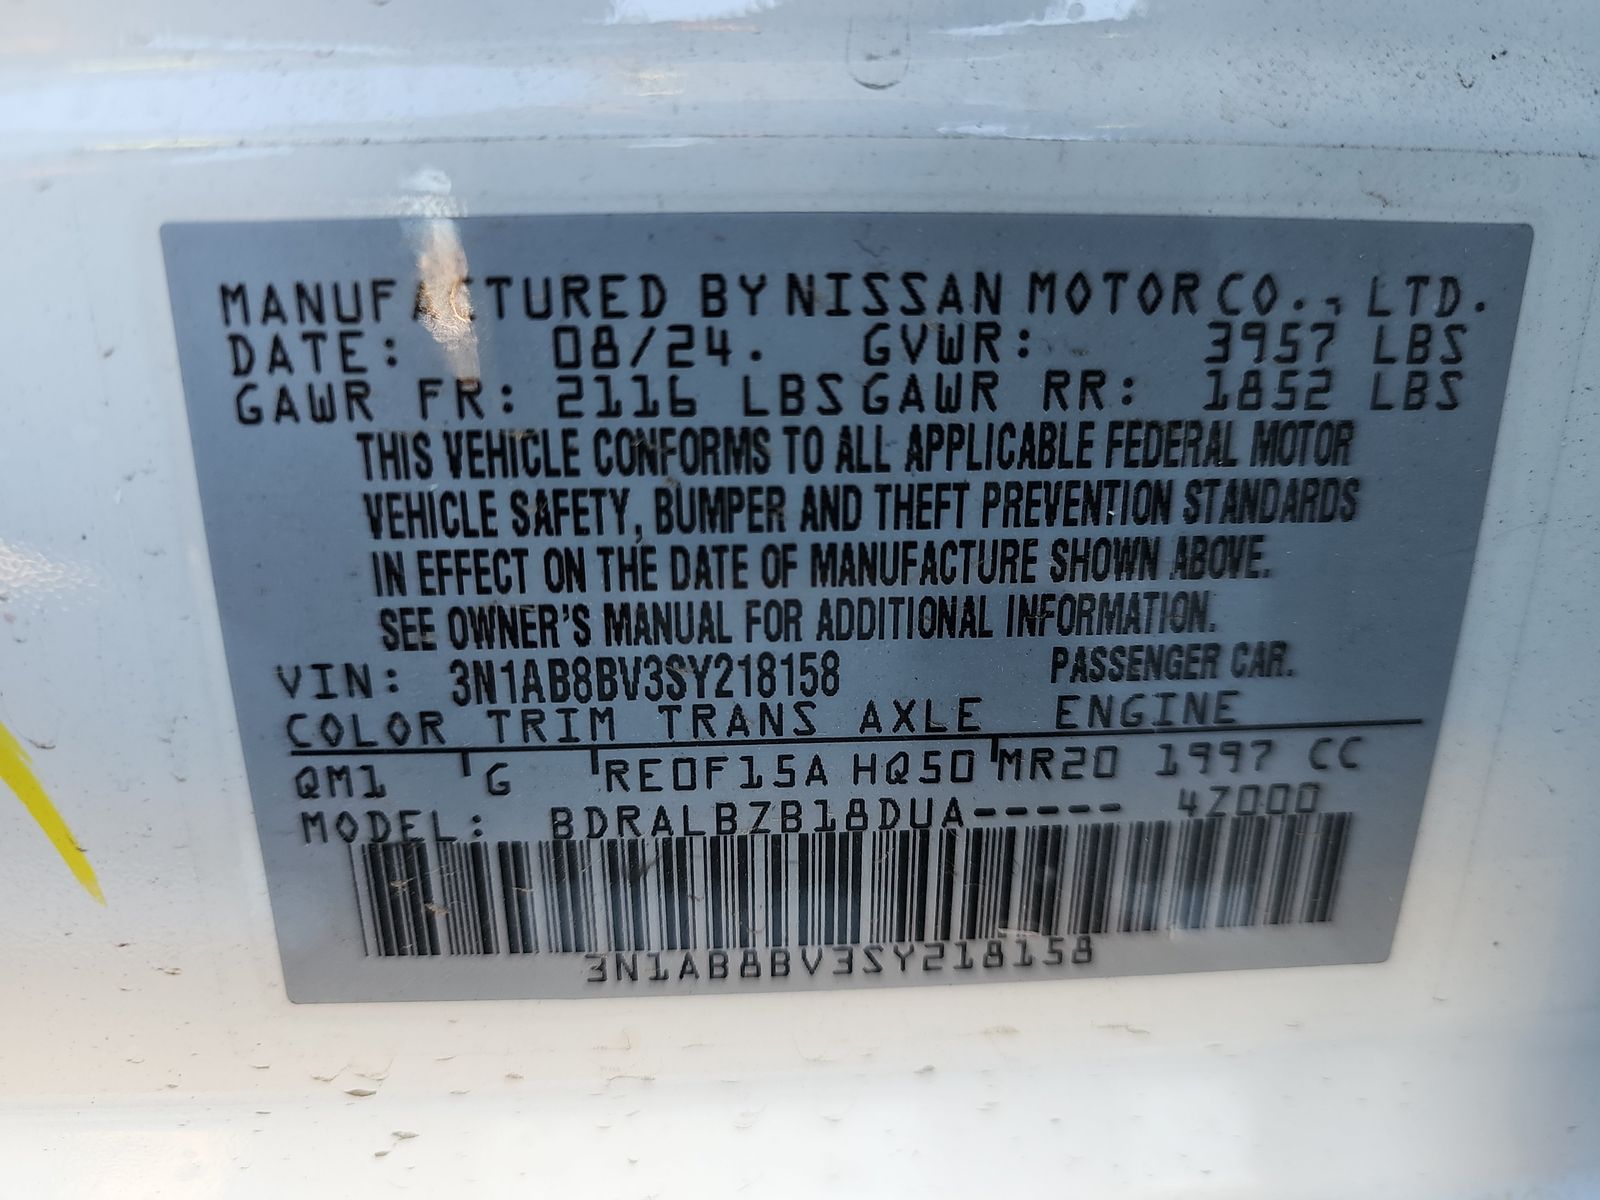 MANUFACTURED BY NISSAN MOTOR CO., LTD.
DATE: 08/24. GVWR: 3957 LBS
GAWR FR: 2116 LBS GAWR RR: 1852 LBS
THIS VEHICLE CONFORMS TO ALL APPLICABLE FEDERAL MOTOR
VEHICLE SAFETY, BUMPER AND THEFT PREVENTION STANDARDS
IN EFFECT ON THE DATE OF MANUFACTURE SHOWN ABOVE.
SEE OWNER'S MANUAL FOR ADDITIONAL INFORMATION.
VIN: 3N1AB8BV3SY218158 PASSENGER CAR.
COLOR TRIM TRANS AXLE ENGINE
QM1 G RE0F15A HQ50 MR20 1997 CC
MODEL: BDRALBZB18DUA----- 4Z000
3N1AB8BV3SY218158